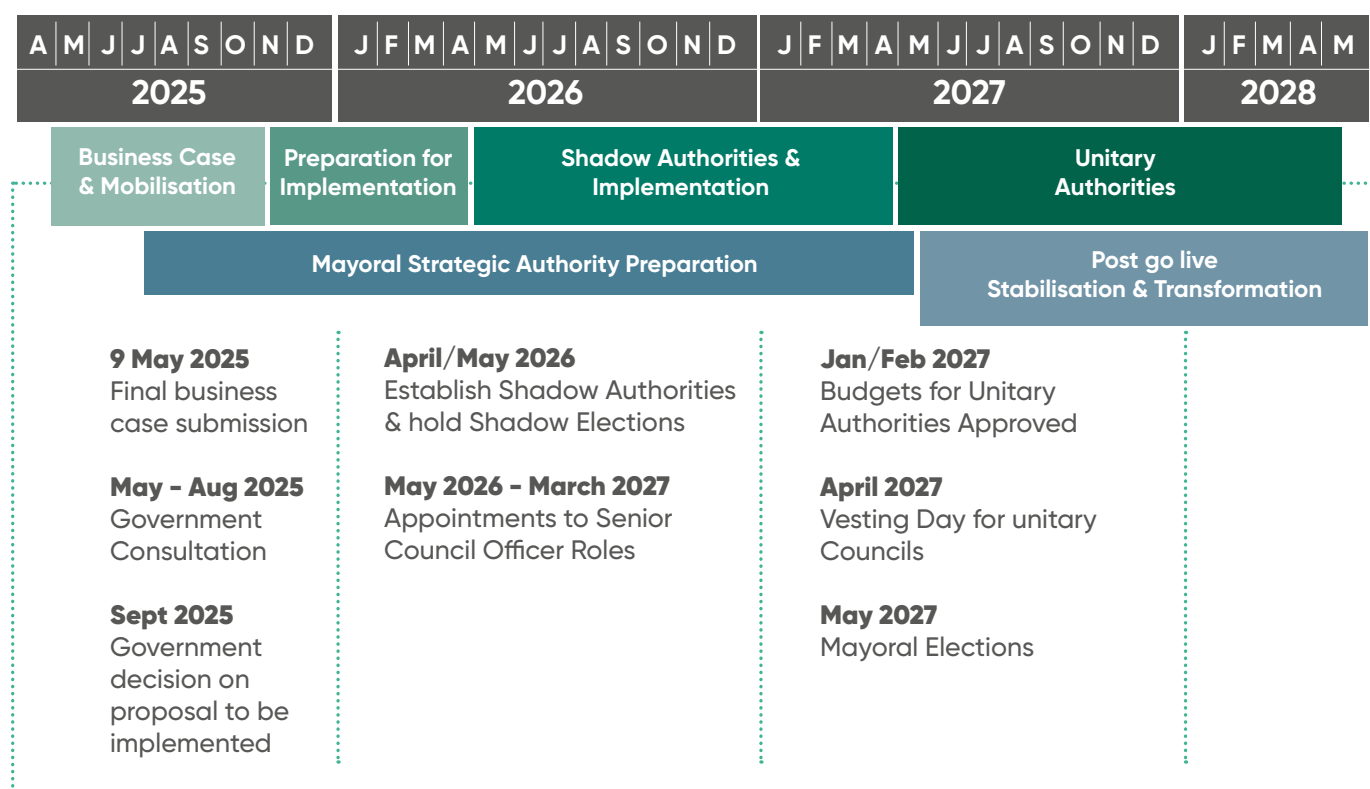 A M J J A S O N D J F M A M J J A S O N D J F M A M J J A S O N D J F M A M
2025 2026 2027 2028
Business Case
& Mobilisation
Preparation for
Implementation
Shadow Authorities &
Implementation
Unitary
Authorities
Mayoral Strategic Authority Preparation
Post go live
Stabilisation & Transformation
9 May 2025
Final business
case submission
May - Aug 2025
Government
Consultation
Sept 2025
Government
decision on
proposal to be
implemented
April/May 2026
Establish Shadow Authorities
& hold Shadow Elections
May 2026 - March 2027
Appointments to Senior
Council Officer Roles
Jan/Feb 2027
Budgets for Unitary
Authorities Approved
April 2027
Vesting Day for unitary
Councils
May 2027
Mayoral Elections